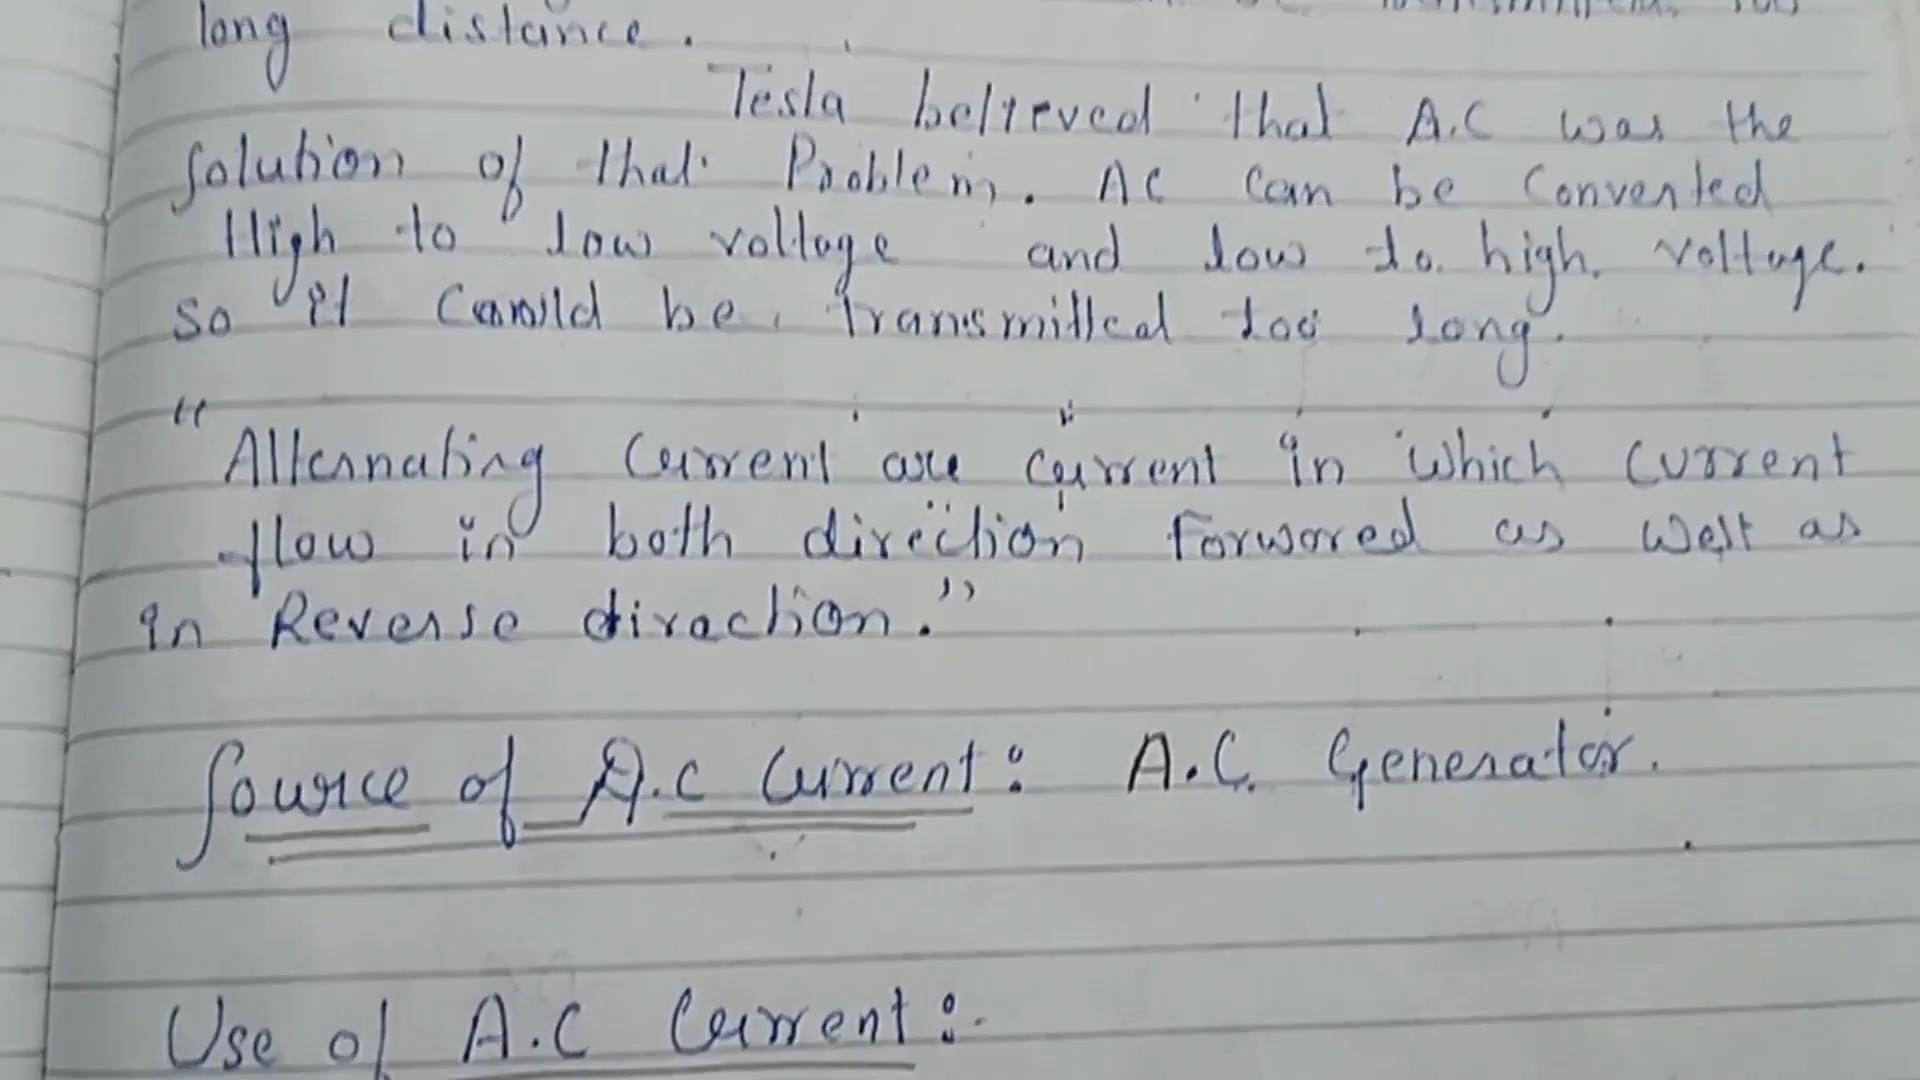 long distance.
Tesla believed that A.C was the
solution of that Problem. AC can be Converted
High to low voltage and low to high voltage.
so it could be transmitted too long.
"Alternating Current are current in which current
flow in both direction Forwored as well as
in Reverse diraction."
Source of A.C Current: A.C. Generator.
Use of A.C Current:-